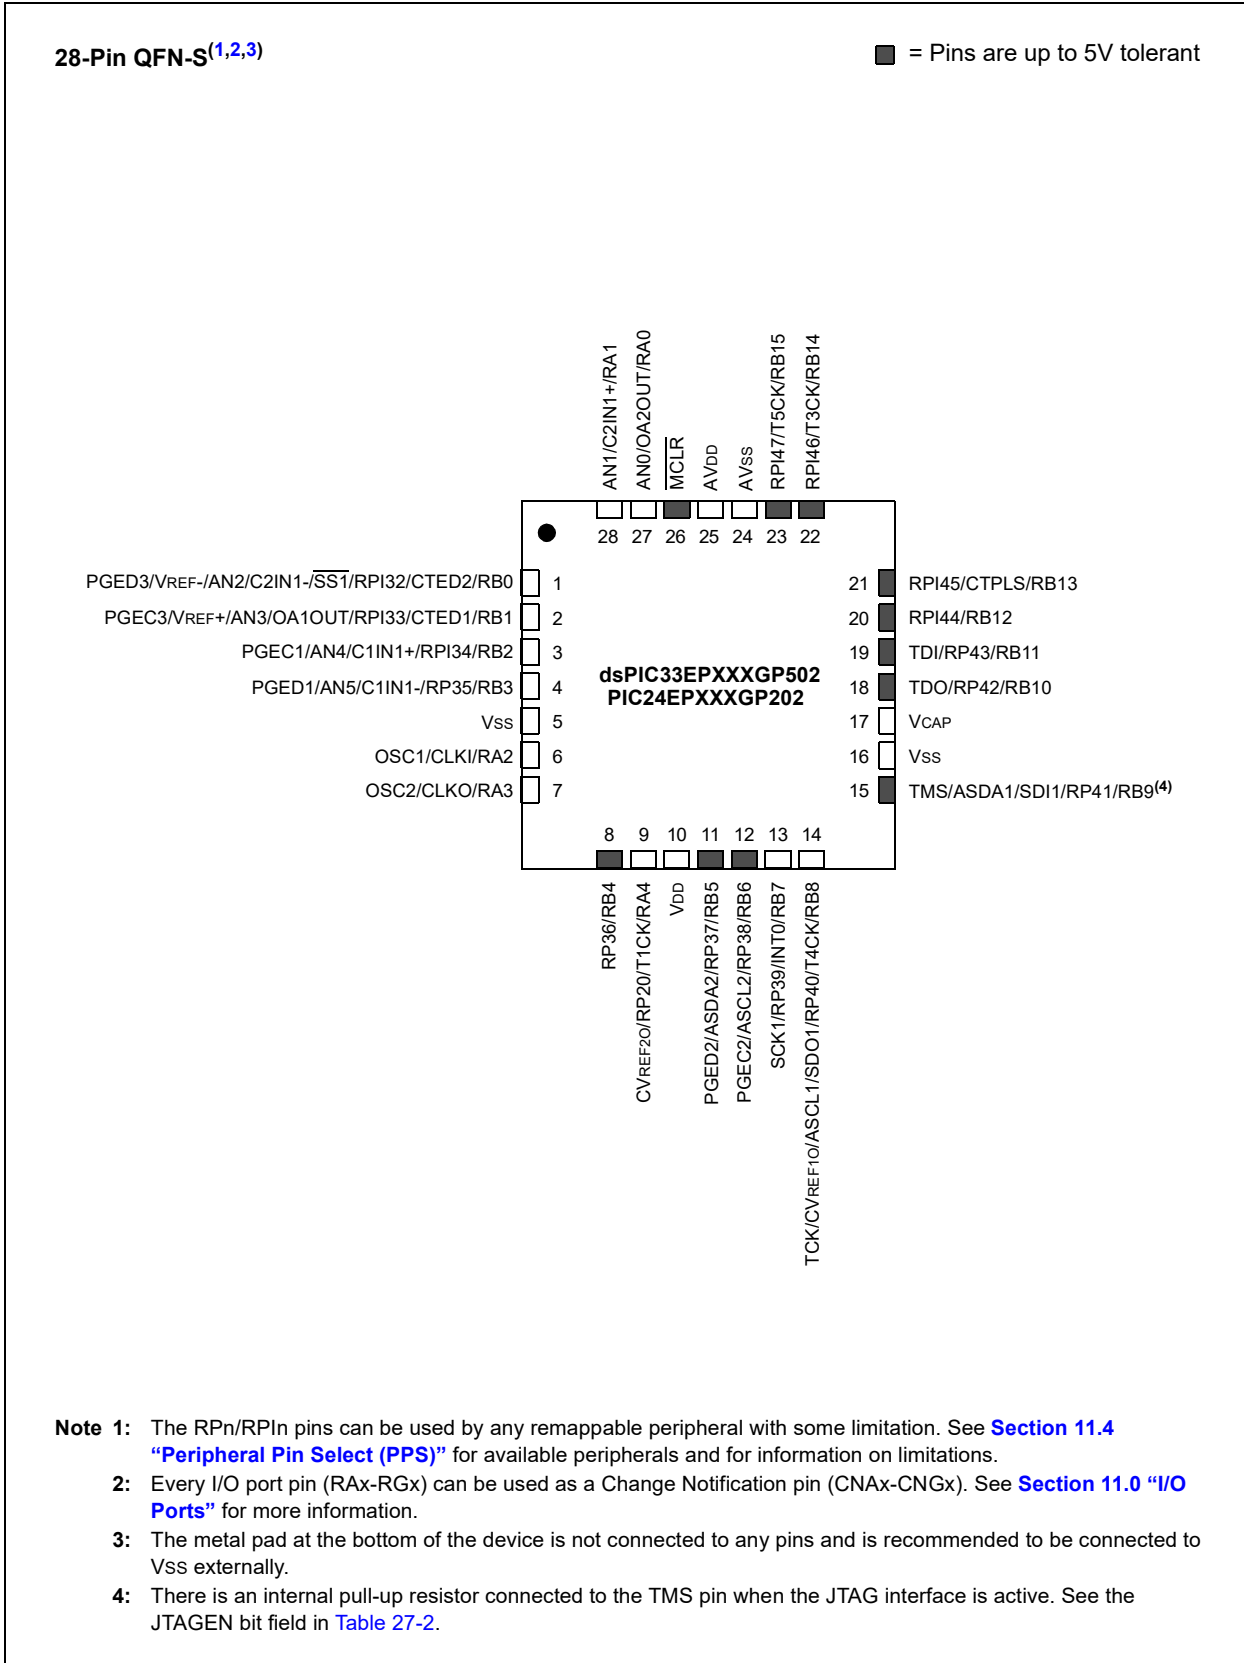 28-Pin QFN-S(1,2,3)
= Pins are up to 5V tolerant
AN1/C2IN1+/RA1
AN0/OA2OUT/RA0
MCLR
AVDD
AVSS
RPI47/T5CK/RB15
RPI46/T3CK/RB14
28 27 26 25 24 23 22
PGED3/VREF-/AN2/C2IN1-/SS1/RPI32/CTED2/RB0 1
PGEC3/VREF+/AN3/OA1OUT/RPI33/CTED1/RB1 2
PGEC1/AN4/C1IN1+/RPI34/RB2 3
PGED1/AN5/C1IN1-/RP35/RB3 4
VSS 5
OSC1/CLKI/RA2 6
OSC2/CLKO/RA3 7
dsPIC33EPXXXGP502
PIC24EPXXXGP202
21 RPI45/CTPLS/RB13
20 RPI44/RB12
19 TDI/RP43/RB11
18 TDO/RP42/RB10
17 VCAP
16 VSS
15 TMS/ASDA1/SDI1/RP41/RB9(4)
8 9 10 11 12 13 14
RP36/RB4
CVREF2O/RP20/T1CK/RA4
VDD
PGED2/ASDA2/RP37/RB5
PGEC2/ASCL2/RP38/RB6
SCK1/RP39/INT0/RB7
TCK/CVREF1O/ASCL1/SDO1/RP40/T4CK/RB8
Note 1: The RPn/RPIn pins can be used by any remappable peripheral with some limitation. See Section 11.4
“Peripheral Pin Select (PPS)” for available peripherals and for information on limitations.
2: Every I/O port pin (RAx-RGx) can be used as a Change Notification pin (CNAx-CNGx). See Section 11.0 “I/O
Ports” for more information.
3: The metal pad at the bottom of the device is not connected to any pins and is recommended to be connected to
VSS externally.
4: There is an internal pull-up resistor connected to the TMS pin when the JTAG interface is active. See the
JTAGEN bit field in Table 27-2.